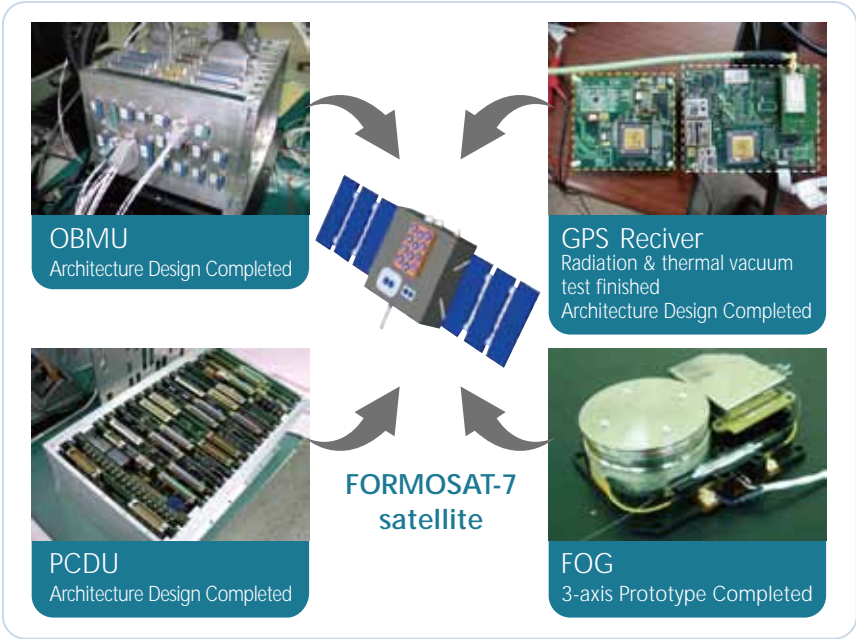 OBMU
Architecture Design Completed
GPS Reciver
Radiation & thermal vacuum
test finished
Architecture Design Completed
FORMOSAT-7
satellite
PCDU
Architecture Design Completed
FOG
3-axis Prototype Completed